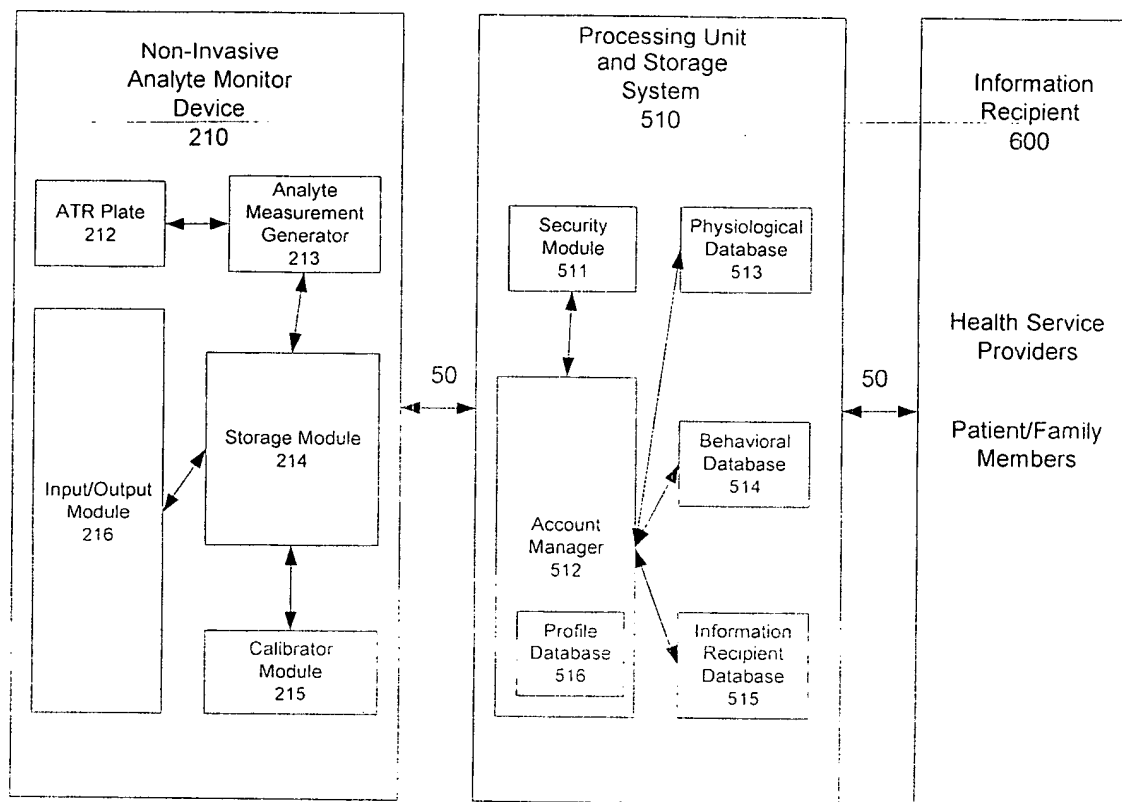 Non-Invasive
Analyte Monitor
Device
210
ATR Plate
212
Analyte
Measurement
Generator
213
Input/Output
Module
216
Storage Module
214
Calibrator
Module
215
50
Processing Unit
and Storage
System
510
Security
Module
511
Physiological
Database
513
Behavioral
Database
514
Account
Manager
512
Profile
Database
516
Information
Recipient
Database
515
50
Information
Recipient
600
Health Service
Providers
Patient/Family
Members